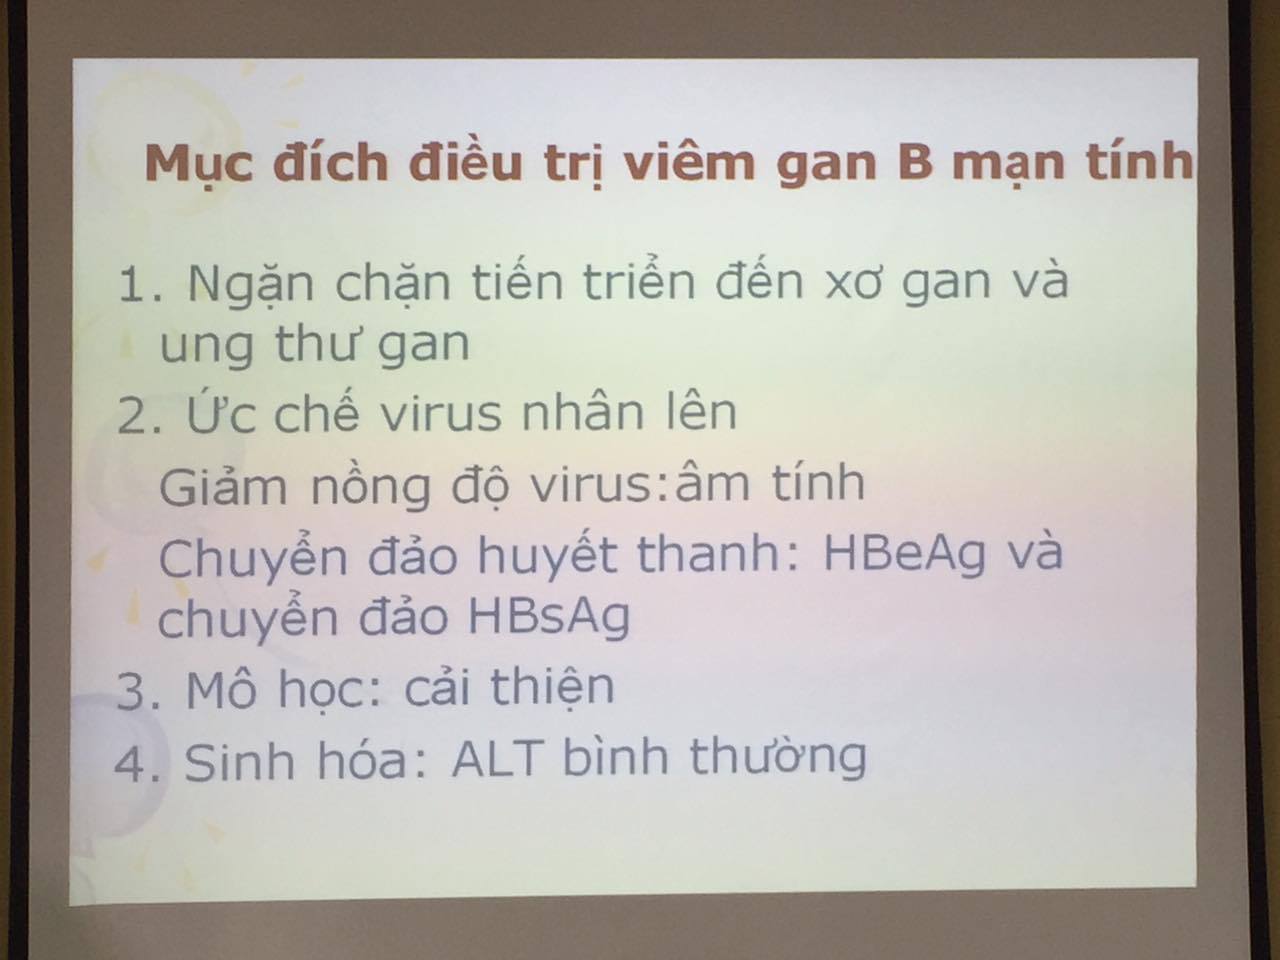 Mục đích điều trị viêm gan B mạn tính
1. Ngặn chặn tiến triển đến xơ gan và
ung thư gan
2. Ức chế virus nhân lên
Giảm nồng độ virus:âm tính
Chuyển đảo huyết thanh: HBeAg và
chuyển đảo HBsAg
3. Mô học: cải thiện
4. Sinh hóa: ALT bình thường